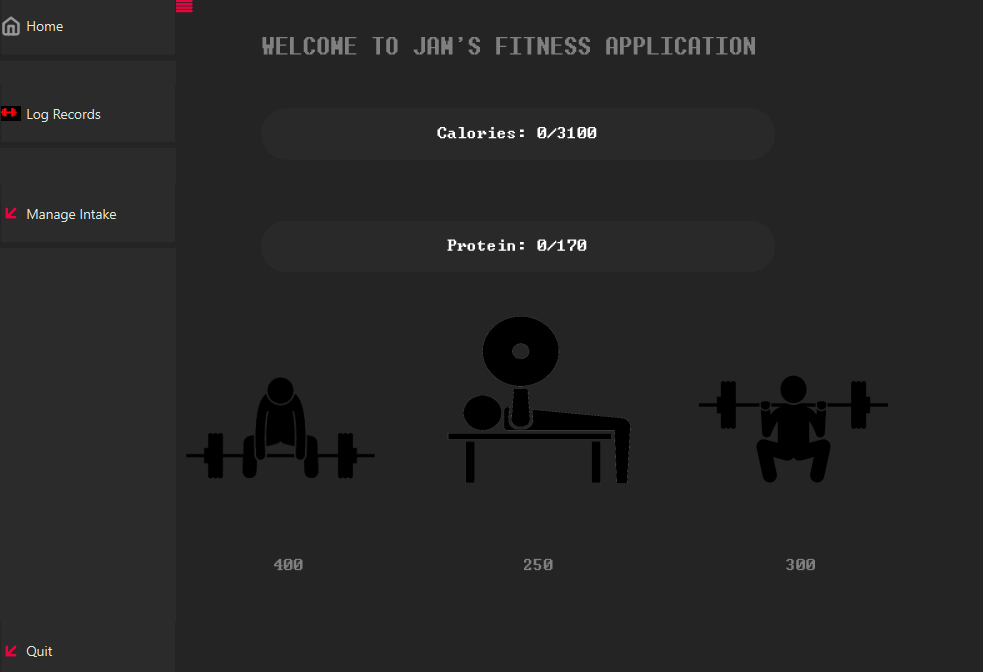 Home
Log Records
Manage Intake
Quit
WELCOME TO JAM'S FITNESS APPLICATION
Calories: 0/3100
Protein: 0/170
400
250
300